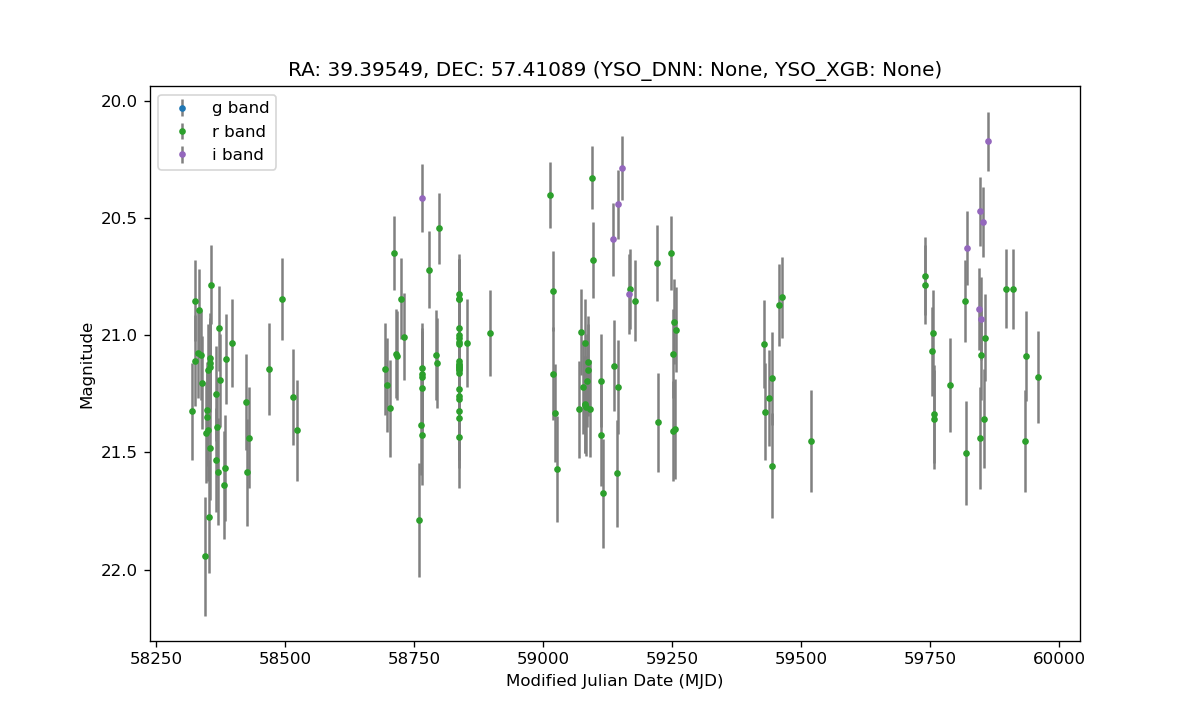 RA: 39.39549, DEC: 57.41089 (YSO_DNN: None, YSO_XGB: None)
g band
r band
i band
20.0
20.5
21.0
21.5
22.0
Magnitude
58250 58500 58750 59000 59250 59500 59750 60000
Modified Julian Date (MJD)